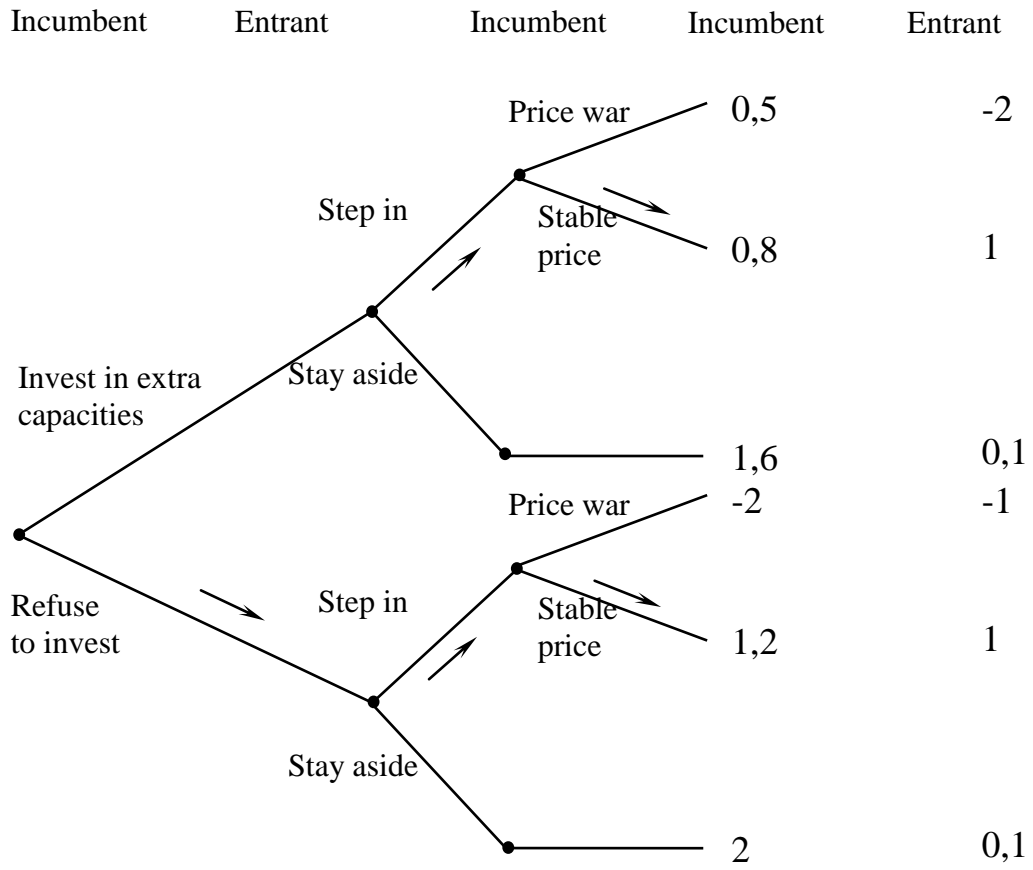 Incumbent Entrant Incumbent Incumbent Entrant
Price war 0,5 -2
Step in
Stable
price
0,8 1
Invest in extra
capacities
Stay aside
1,6 0,1
Price war -2 -1
Refuse
to invest
Step in
Stable
price
1,2 1
Stay aside
2 0,1